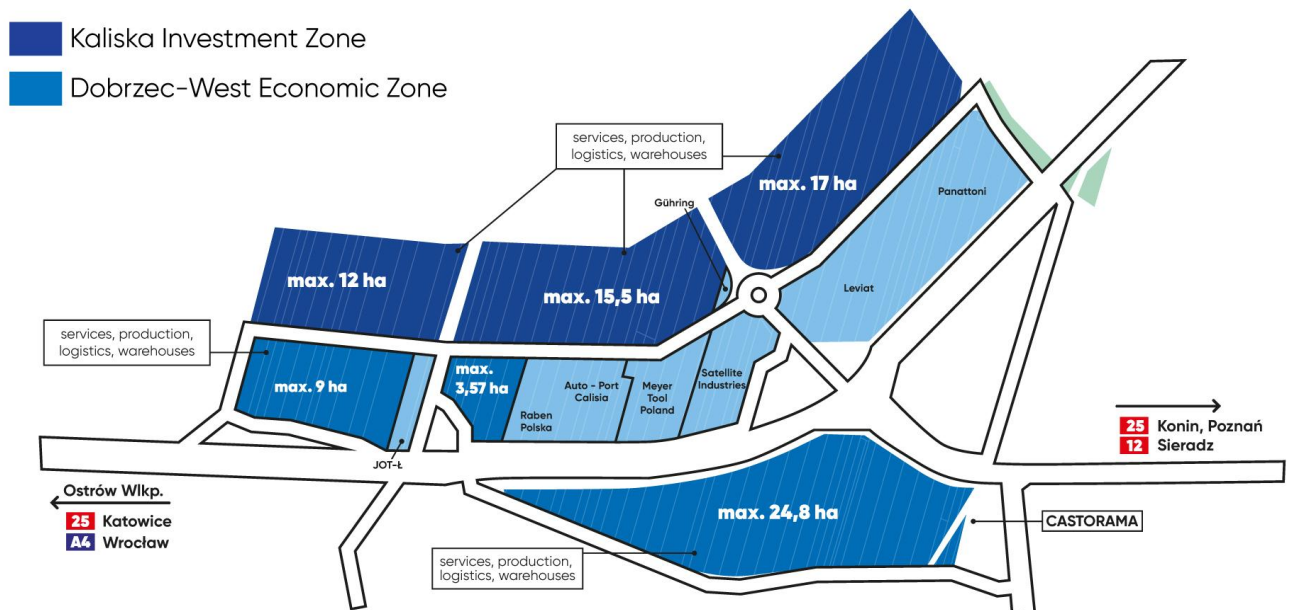 Kaliska Investment Zone
Dobrzec-West Economic Zone
services, production,
logistics, warehouses
max. 17 ha
Panattoni
Gühring
max. 12 ha
max. 15,5 ha
Leviat
services, production,
logistics, warehouses
max. 9 ha
max.
3,57 ha
Raben
Polska
Auto - Port
Calisia
Meyer
Tool
Poland
Satellite
Industries
JOT-Ł
25 Konin, Poznań
12 Sieradz
Ostrów Wlkp.
25 Katowice
A4 Wrocław
max. 24,8 ha
CASTORAMA
services, production,
logistics, warehouses